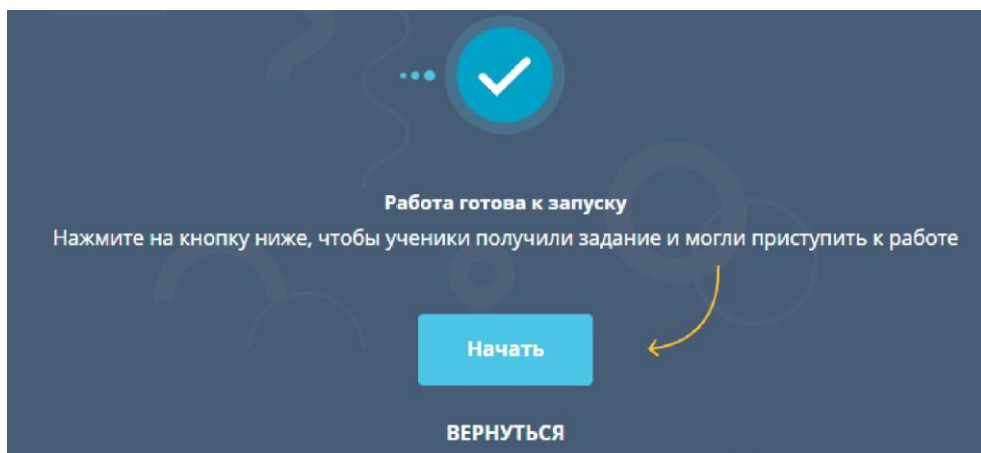 Работа готова к запуску
Нажмите на кнопку ниже, чтобы ученики получили задание и могли приступить к работе
Начать
ВЕРНУТЬСЯ